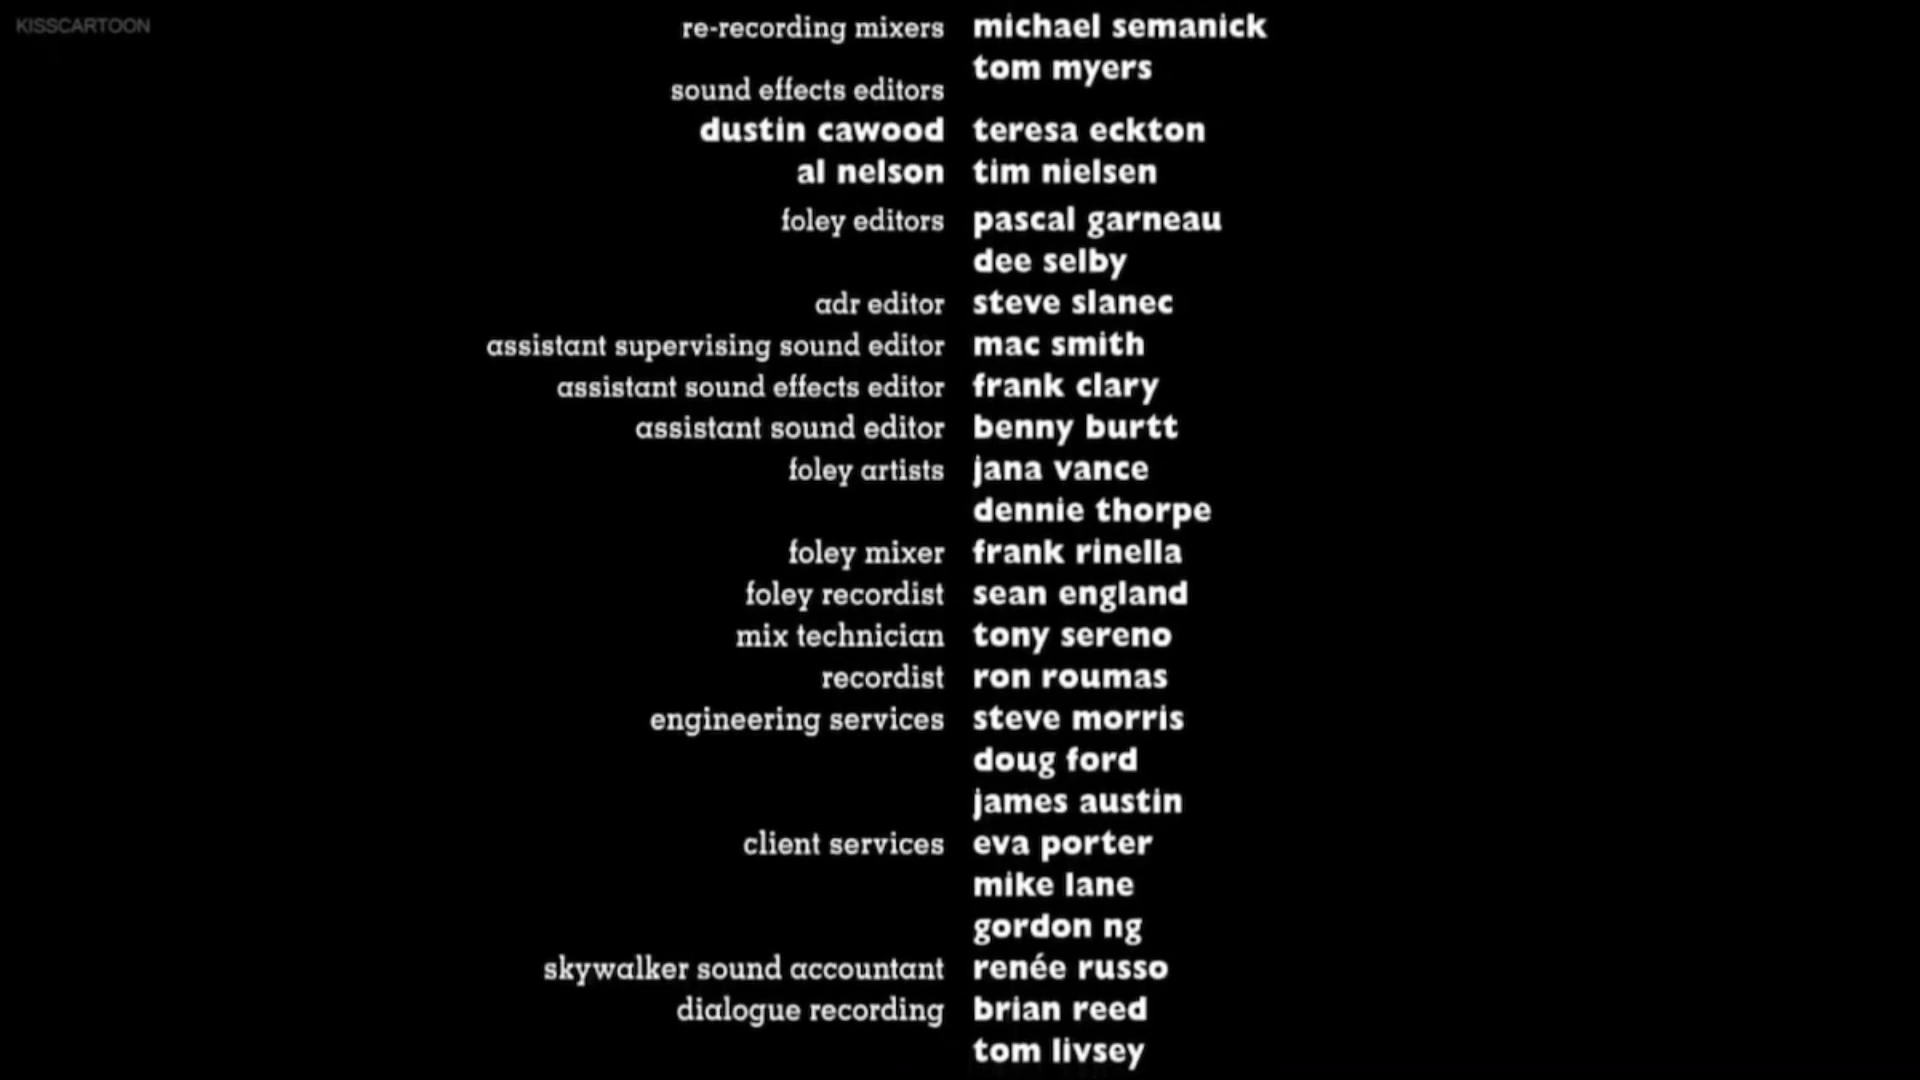 KISSCARTOON
re-recording mixers michael semanick
tom myers
sound effects editors
dustin cawood teresa eckton
al nelson tim nielsen
foley editors pascal garneau
dee selby
adr editor steve slanec
assistant supervising sound editor mac smith
assistant sound effects editor frank clary
assistant sound editor benny burtt
foley artists jana vance
dennie thorpe
foley mixer frank rinella
foley recordist sean england
mix technician tony sereno
recordist ron roumas
engineering services steve morris
doug ford
james austin
client services eva porter
mike lane
gordon ng
skywalker sound accountant renée russo
dialogue recording brian reed
tom livsey